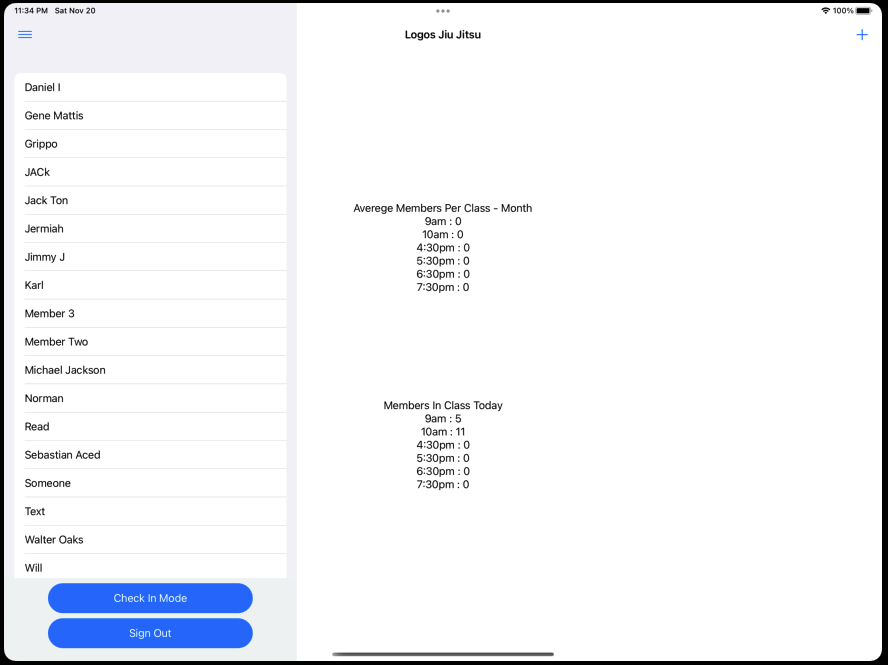 11:34 PM Sat Nov 20
100%
Logos Jiu Jitsu
Daniel I
Gene Mattis
Grippo
JACk
Jack Ton
Jermiah
Jimmy J
Karl
Member 3
Member Two
Michael Jackson
Norman
Read
Sebastian Aced
Someone
Text
Walter Oaks
Will
Check In Mode
Sign Out
Averege Members Per Class - Month
9am : 0
10am : 0
4:30pm : 0
5:30pm : 0
6:30pm : 0
7:30pm : 0
Members In Class Today
9am : 5
10am : 11
4:30pm : 0
5:30pm : 0
6:30pm : 0
7:30pm : 0